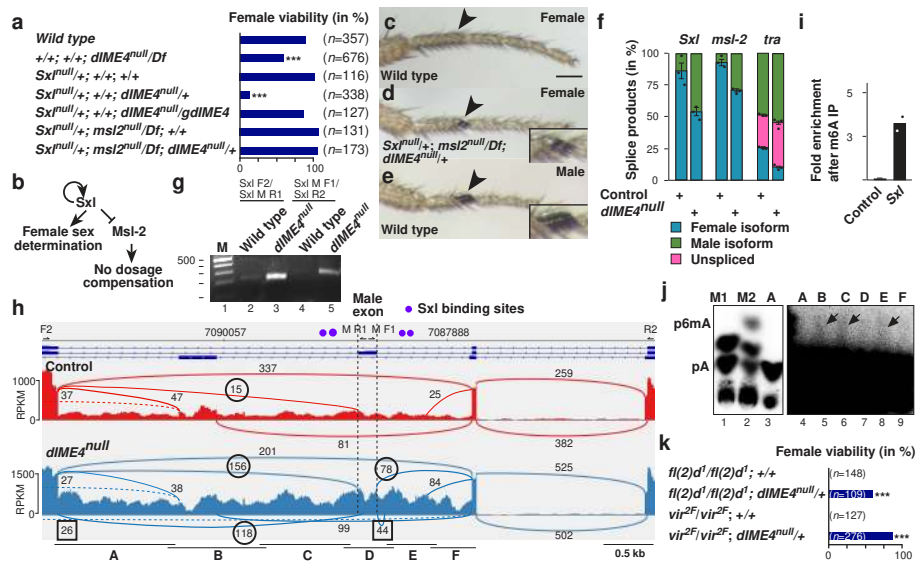 a
Female viability (in %)
Wild type (n=357)
+/+; +/+; dIME4null/Df *** (n=676)
Sxlnull/+; +/+; +/+ (n=116)
Sxlnull/+; +/+; dIME4null/+ *** (n=338)
Sxlnull/+; +/+; dIME4null/gdIME4 (n=127)
Sxlnull/+; msl2null/Df; +/+ (n=131)
Sxlnull/+; msl2null/Df; dIME4null/+ (n=173)
0 100
b
Sxl
Female sex determination
Msl-2
No dosage compensation
g
Sxl F2/ Sxl M R1
Sxl M F1/ Sxl R2
M
Wild type
dIME4null
Wild type
dIME4null
500
1 2 3 4 5
c
Female
Wild type
d
Female
Sxlnull/+; msl2null/Df;
dIME4null/+
e
Male
Wild type
f
Sxl msl-2 tra
Splice products (in %)
100
80
60
40
20
0
Control + + +
dIME4null + + +
Female isoform
Male isoform
Unspliced
i
Fold enrichment after m6A IP
5
3
Control
Sxl
h
Male exon
Sxl binding sites
F2 7090057 M R1 M F1 7087888 R2
Control
1000
RPKM
0
337
15
37
47
25
81
259
382
dIME4null
1500
RPKM
0
201
156
78
27
38
84
525
26
118
99
44
502
A B C D E F
0.5 kb
j
M1 M2 A A B C D E F
p6mA
pA
1 2 3 4 5 6 7 8 9
k
Female viability (in %)
fl(2)d1/fl(2)d1; +/+ (n=148)
fl(2)d1/fl(2)d1; dIME4null/+ (n=109) ***
vir2F/vir2F; +/+ (n=127)
vir2F/vir2F; dIME4null/+ (n=276) ***
0 100